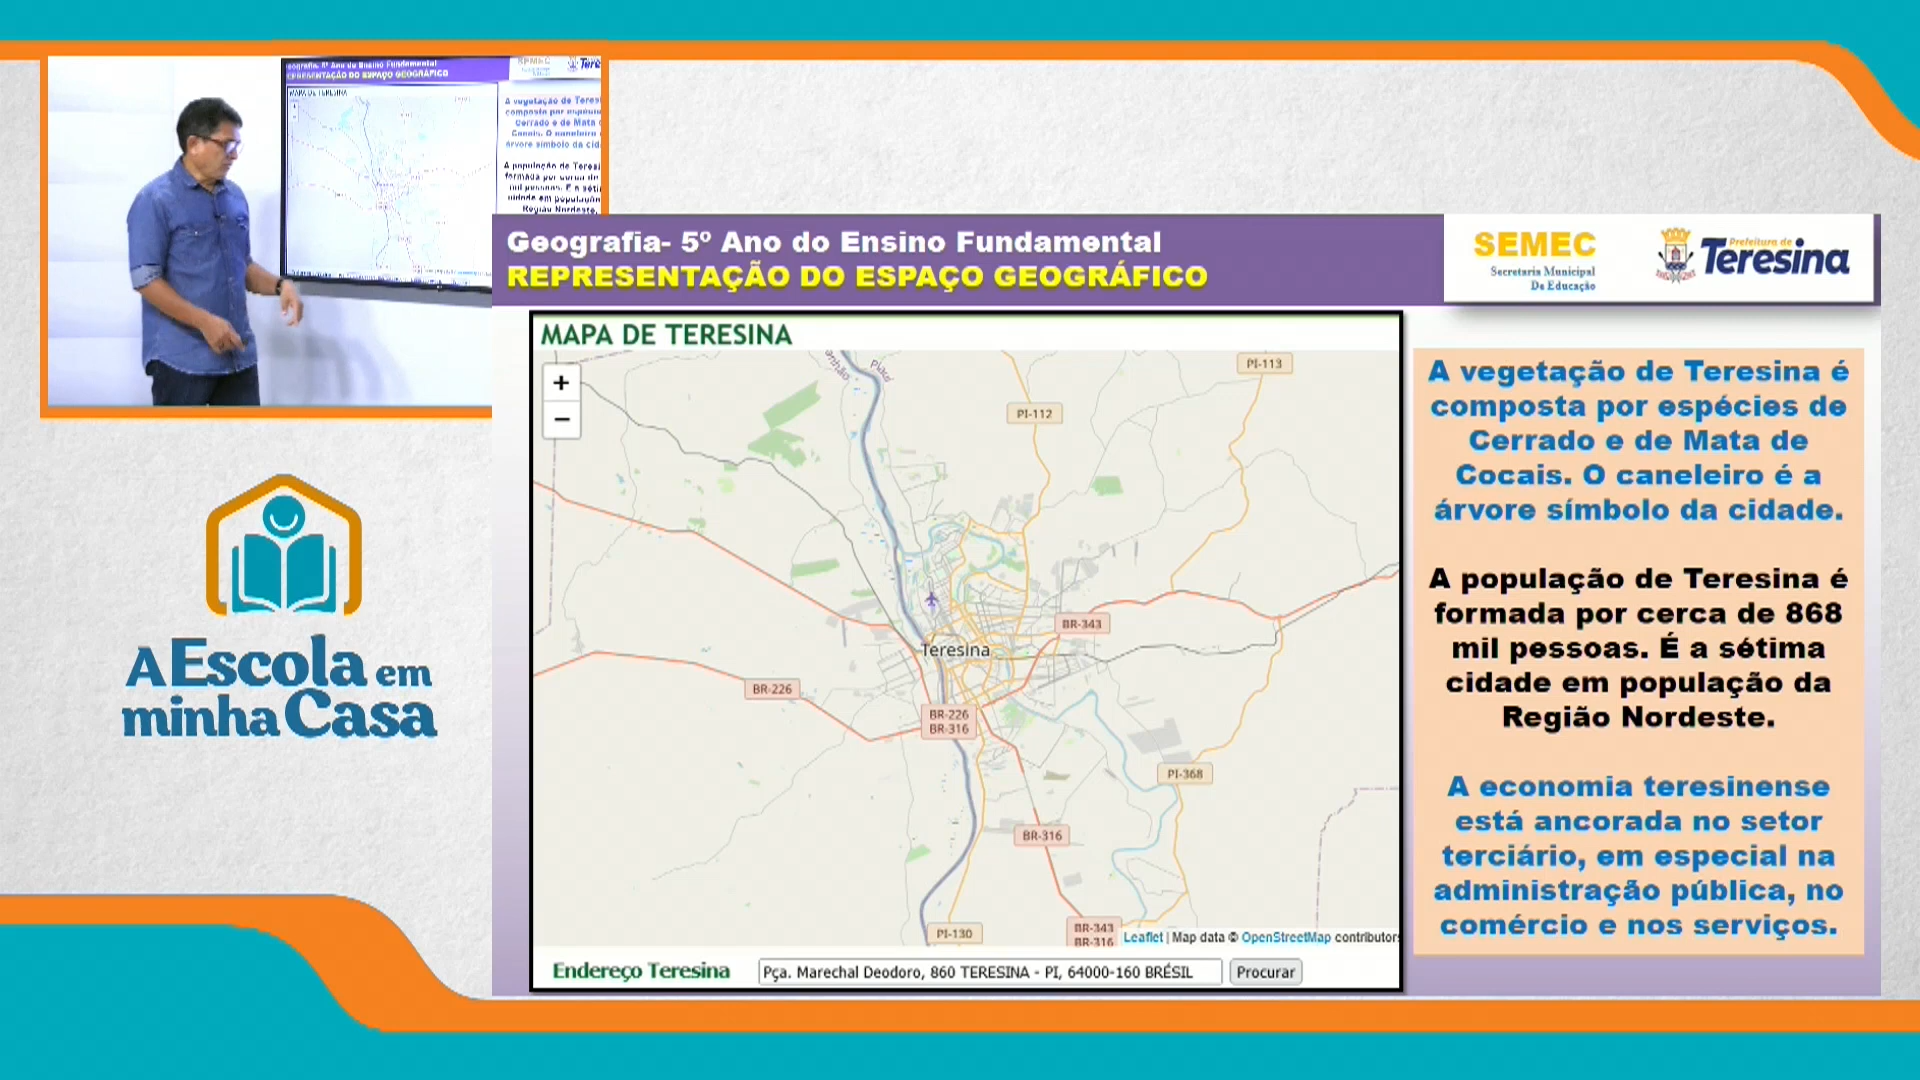 Geografia- 5º Ano do Ensino Fundamental
REPRESENTAÇÃO DO ESPAÇO GEOGRÁFICO
SEMEC
Secretaria Municipal
De Educação
Prefeitura de
Teresina
MAPA DE TERESINA
+
−
Piauí
PI-113
PI-112
BR-343
Teresina
BR-226
BR-226
BR-316
PI-368
BR-316
PI-130
BR-343
BR-316
Leaflet | Map data © OpenStreetMap contributors
Endereço Teresina
Pça. Marechal Deodoro, 860 TERESINA - PI, 64000-160 BRÉSIL
Procurar
A vegetação de Teresina é
composta por espécies de
Cerrado e de Mata de
Cocais. O caneleiro é a
árvore símbolo da cidade.
A população de Teresina é
formada por cerca de 868
mil pessoas. É a sétima
cidade em população da
Região Nordeste.
A economia teresinense
está ancorada no setor
terciário, em especial na
administração pública, no
comércio e nos serviços.
A Escola em
minha Casa